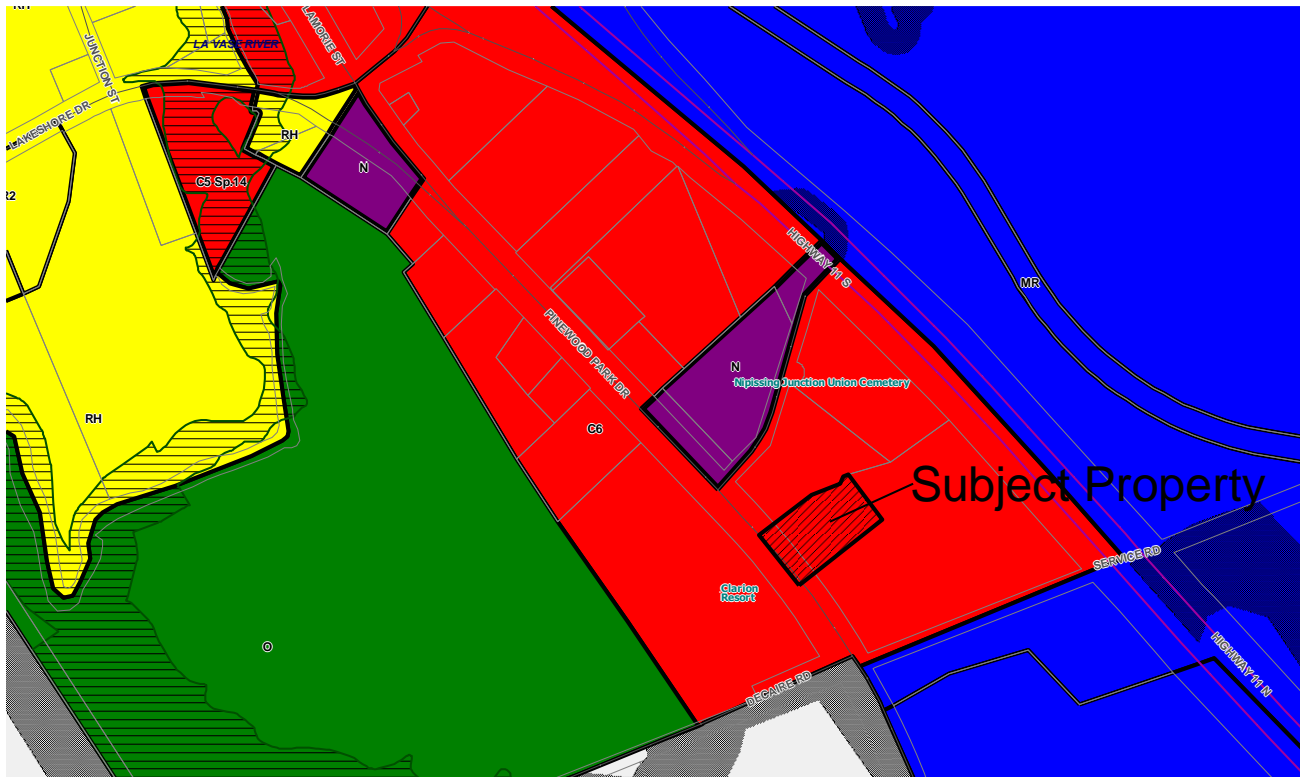 RH
LA VASE RIVER
LAMORIE ST
JUNCTION ST
LAKESHORE DR
RH
N
C5 Sp.14
R2
HIGHWAY 11 S
MR
PINEWOOD PARK DR
N
Nipissing Junction Union Cemetery
RH
C6
Subject Property
SERVICE RD
Clarion
Resort
O
DECAIRE RD
HIGHWAY 11 N